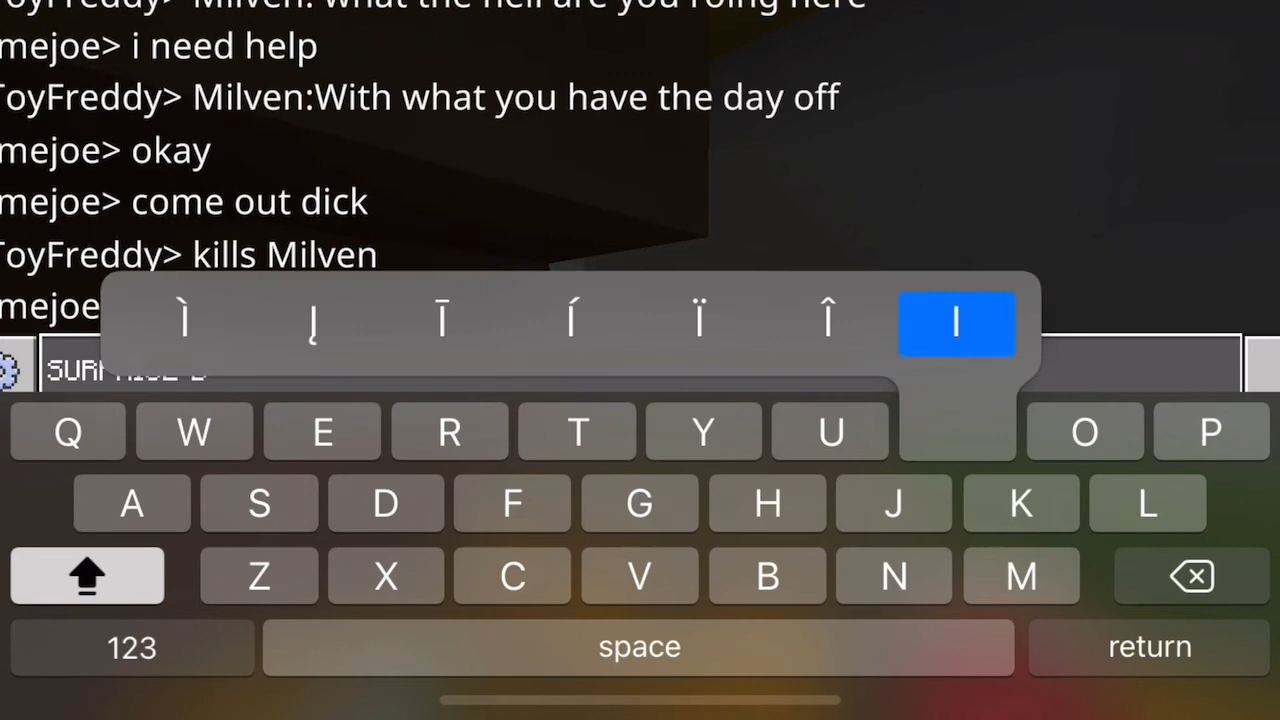 ToyFreddy> Milven: what the hell are you roing here
mejoe> i need help
ToyFreddy> Milven:With what you have the day off
mejoe> okay
mejoe> come out dick
ToyFreddy> kills Milven
mejoe
Ì Į Ī Í Ï Î I
Q W E R T Y U O P
A S D F G H J K L
Z X C V B N M
123 space return